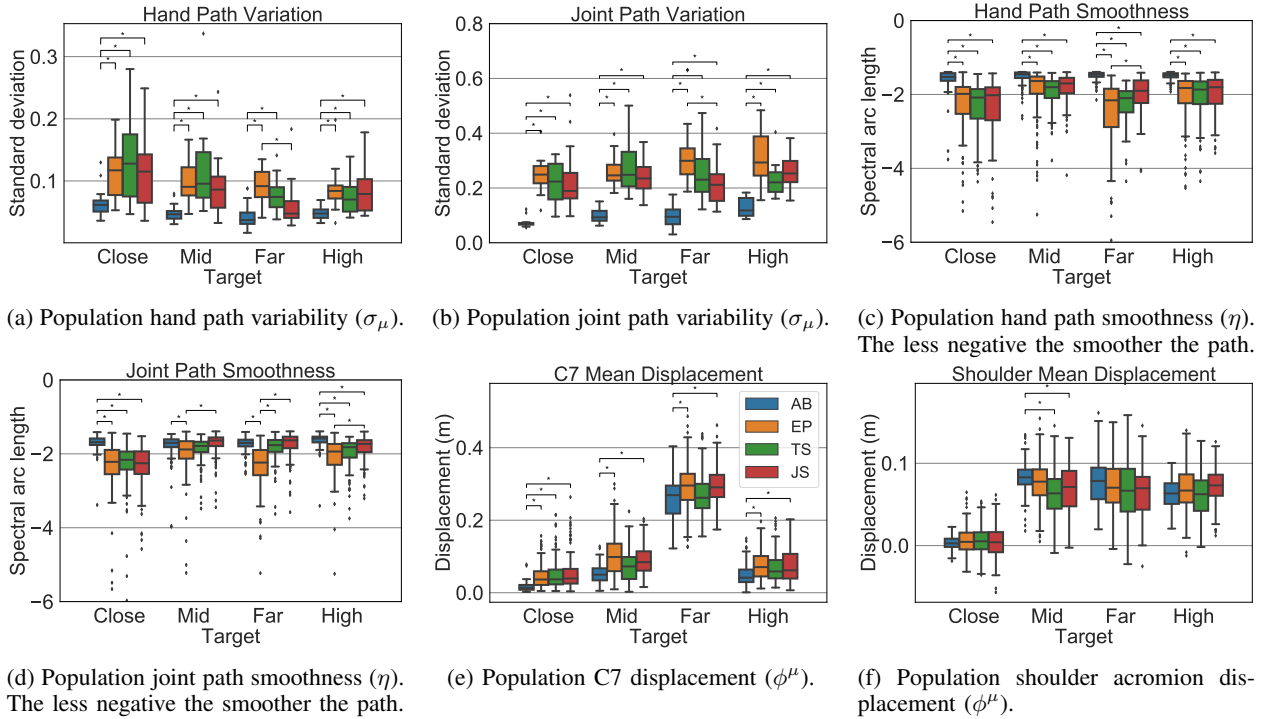 Hand Path Variation
Standard deviation
0.3
0.2
0.1
Close Mid Far High
Target
(a) Population hand path variability (σμ).
Joint Path Variation
Standard deviation
0.8
0.6
0.4
0.2
0.0
Close Mid Far High
Target
(b) Population joint path variability (σμ).
Hand Path Smoothness
Spectral arc length
0
−2
−4
−6
Close Mid Far High
Target
(c) Population hand path smoothness (η).
The less negative the smoother the path.
Joint Path Smoothness
Spectral arc length
0
−2
−4
−6
Close Mid Far High
Target
(d) Population joint path smoothness (η).
The less negative the smoother the path.
C7 Mean Displacement
Displacement (m)
0.4
0.2
0.0
AB
EP
TS
JS
Close Mid Far High
Target
(e) Population C7 displacement (ϕμ).
Shoulder Mean Displacement
Displacement (m)
0.1
0.0
Close Mid Far High
Target
(f) Population shoulder acromion dis-
placement (ϕμ).